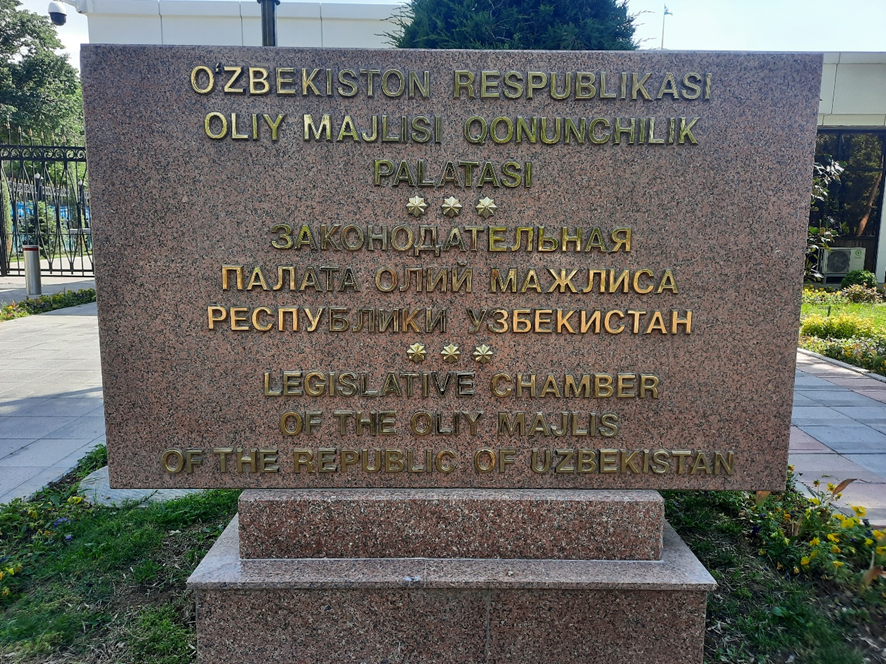 OʻZBEKISTON RESPUBLIKASI
OLIY MAJLISI QONUNCHILIK
PALATASI
ЗАКОНОДАТЕЛЬНАЯ
ПАЛАТА ОЛИЙ МАЖЛИСА
РЕСПУБЛИКИ УЗБЕКИСТАН
LEGISLATIVE CHAMBER
OF THE OLIY MAJLIS
OF THE REPUBLIC OF UZBEKISTAN